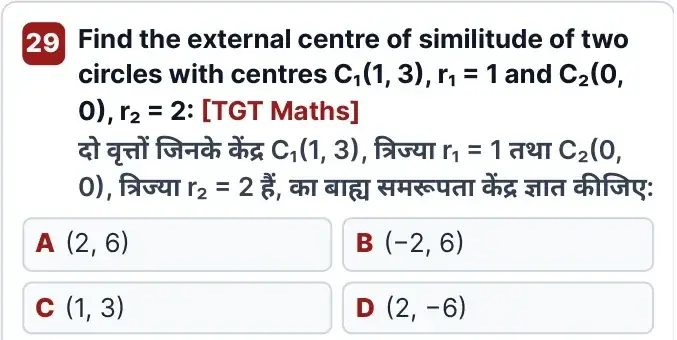 29 Find the external centre of similitude of two
circles with centres C₁(1, 3), r₁ = 1 and C₂(0,
0), r₂ = 2: [TGT Maths]
दो वृत्तों जिनके केंद्र C₁(1, 3), त्रिज्या r₁ = 1 तथा C₂(0,
0), त्रिज्या r₂ = 2 हैं, का बाह्य समरूपता केंद्र ज्ञात कीजिए:
A (2, 6) B (−2, 6)
C (1, 3) D (2, −6)